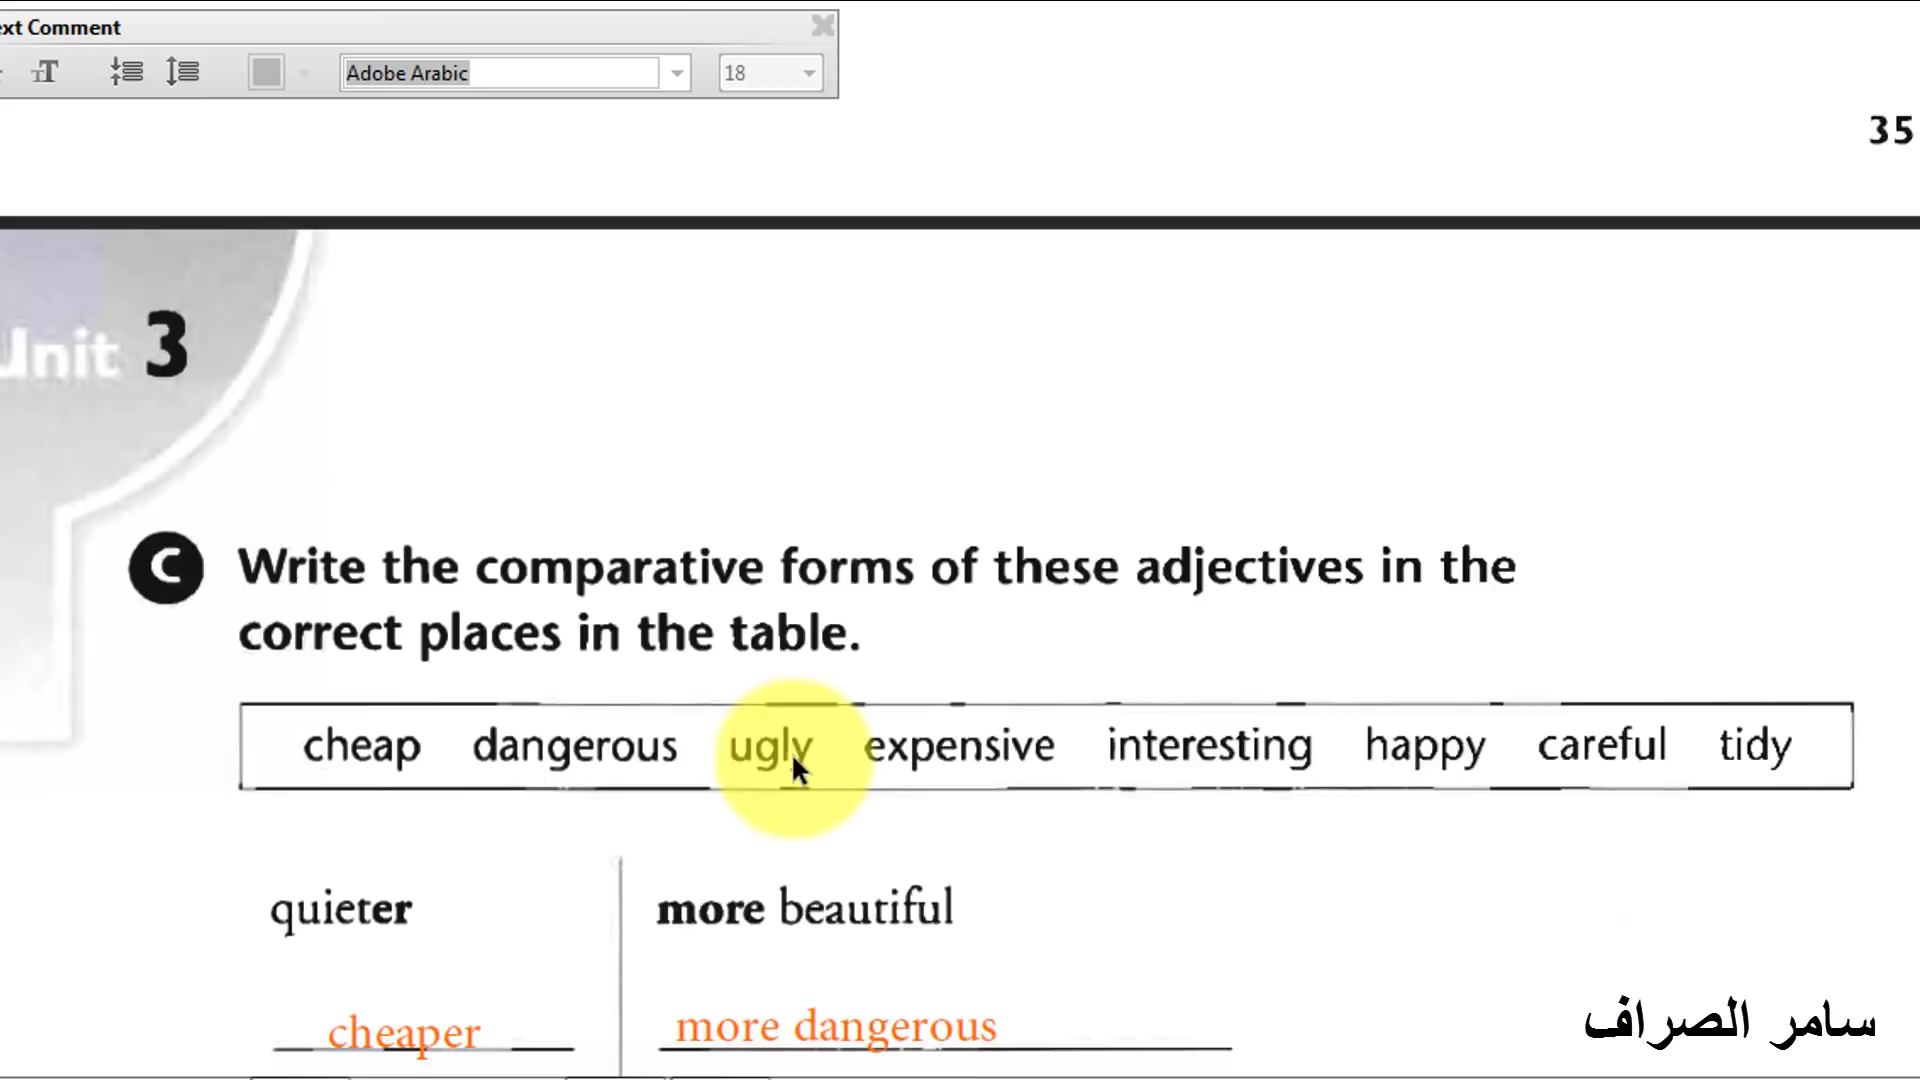 ext Comment
Adobe Arabic 18
35
Unit 3
C Write the comparative forms of these adjectives in the
correct places in the table.
cheap dangerous ugly expensive interesting happy careful tidy
quieter more beautiful
cheaper more dangerous
سامر الصراف